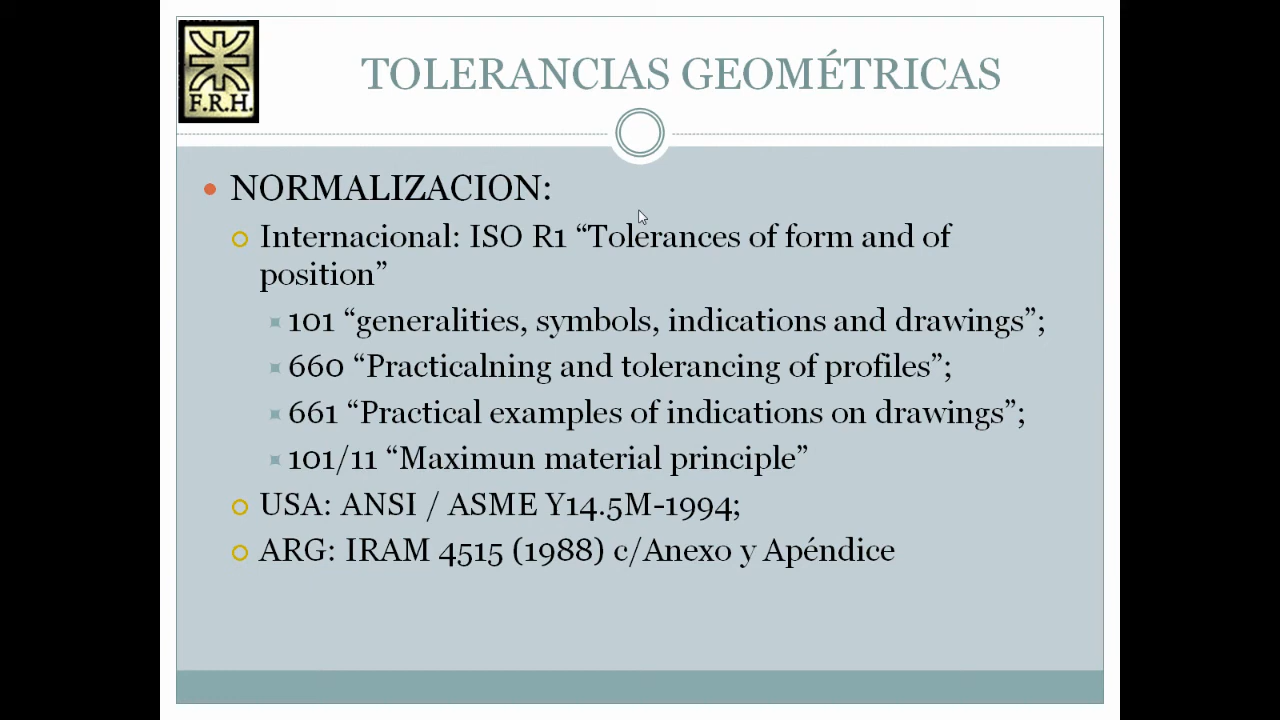 F.R.H.
TOLERANCIAS GEOMÉTRICAS
NORMALIZACION:
Internacional: ISO R1 “Tolerances of form and of
position”
101 “generalities, symbols, indications and drawings”;
660 “Practicalning and tolerancing of profiles”;
661 “Practical examples of indications on drawings”;
101/11 “Maximun material principle”
USA: ANSI / ASME Y14.5M-1994;
ARG: IRAM 4515 (1988) c/Anexo y Apéndice